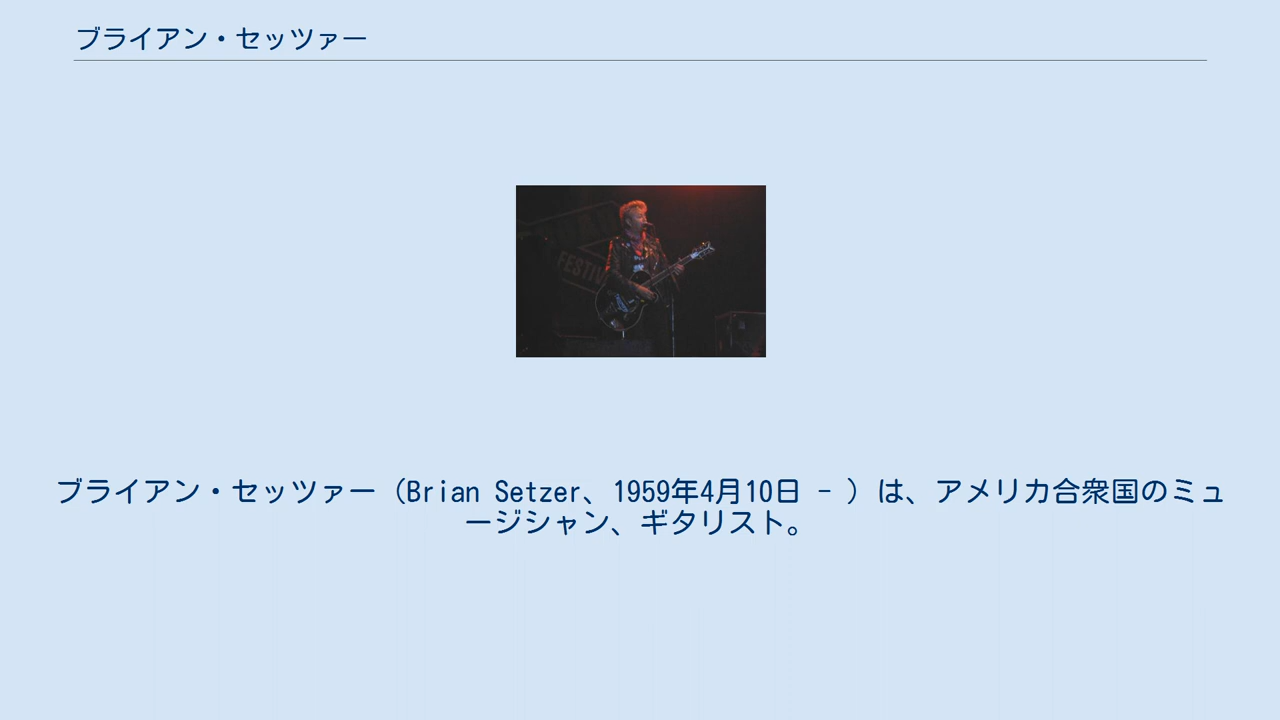 ブライアン・セッツァー
FESTIV
ブライアン・セッツァー（Brian Setzer、1959年4月10日 - ）は、アメリカ合衆国のミュ
ージシャン、ギタリスト。